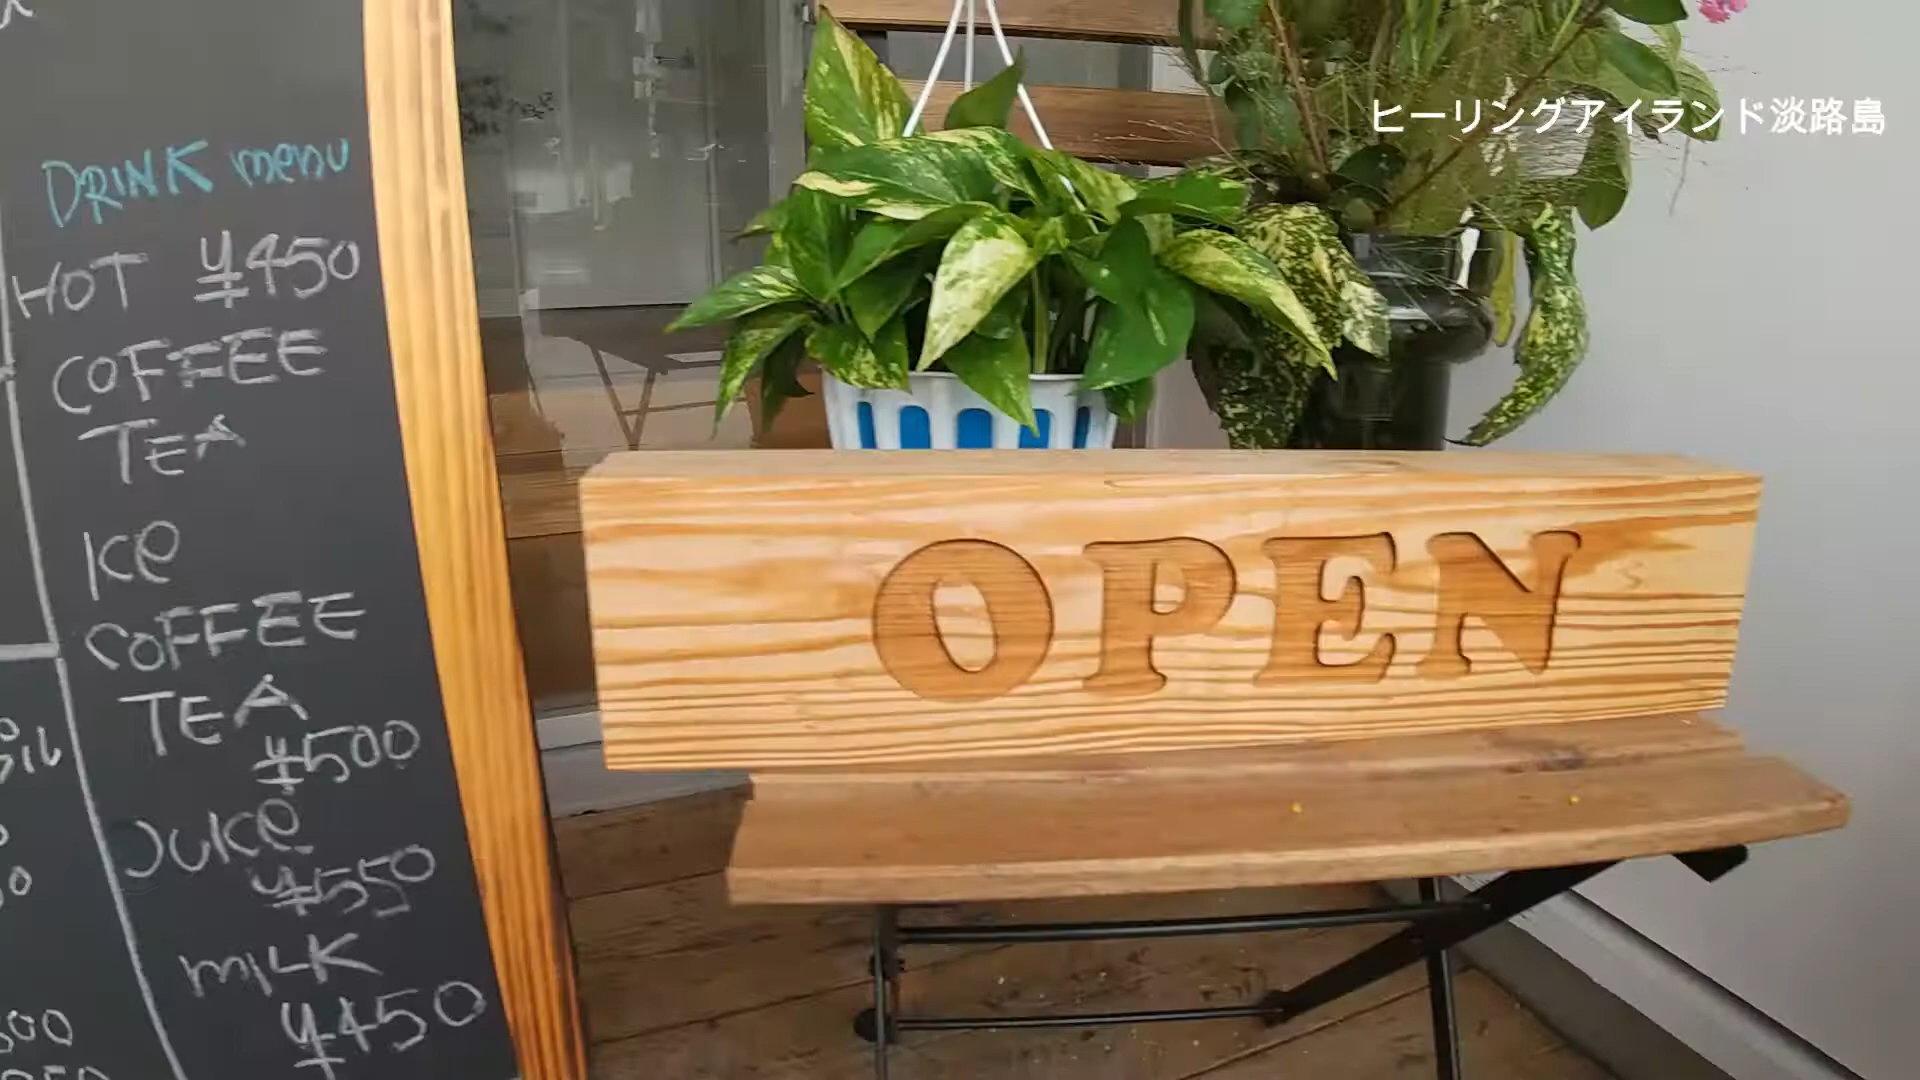 ヒーリングアイランド淡路島
DRINK menu
HOT ¥450
COFFEE
TEA
ICe
COFFEE
TEA
¥500
JUICe
¥550
MILK
¥450
OPEN